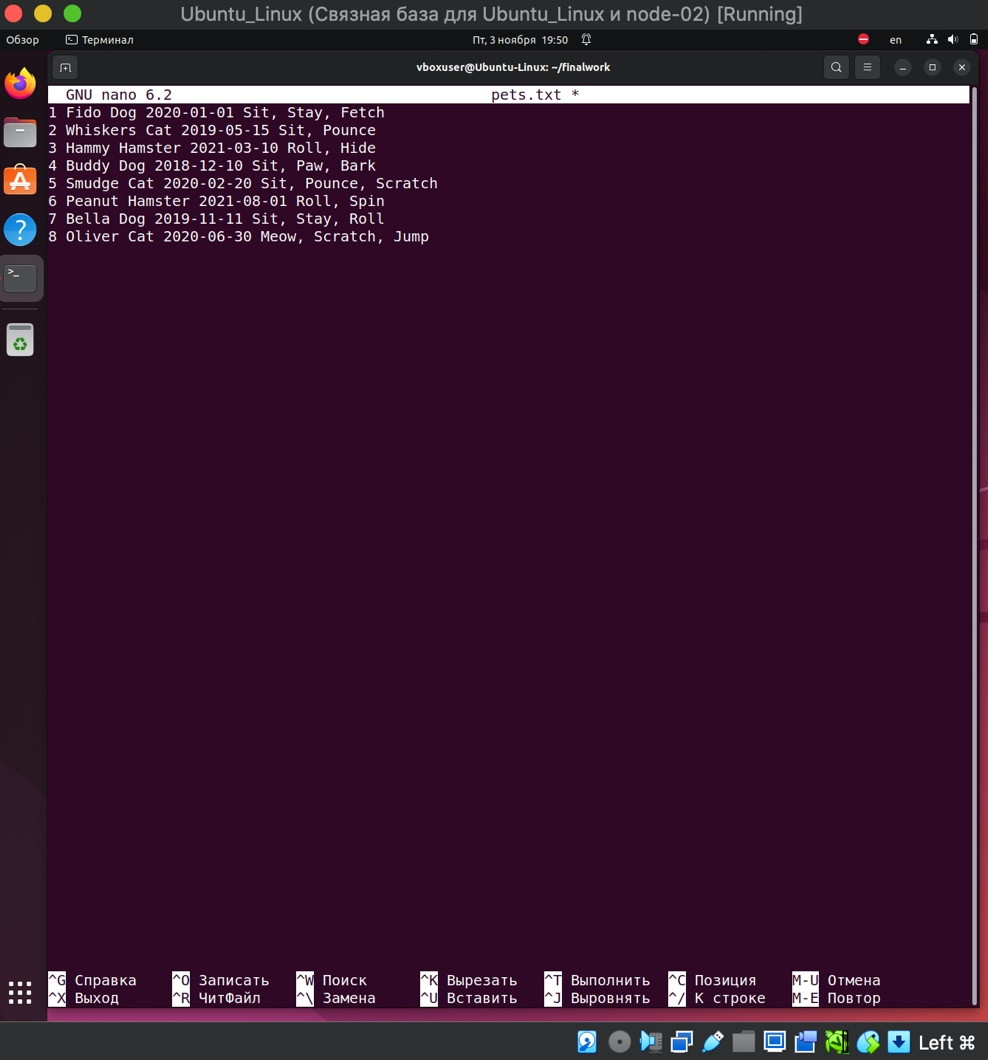 Ubuntu_Linux (Связная база для Ubuntu_Linux и node-02) [Running]
Обзор Терминал Пт, 3 ноября 19:50 en
vboxuser@Ubuntu-Linux: ~/finalwork
GNU nano 6.2 pets.txt *
1 Fido Dog 2020-01-01 Sit, Stay, Fetch
2 Whiskers Cat 2019-05-15 Sit, Pounce
3 Hammy Hamster 2021-03-10 Roll, Hide
4 Buddy Dog 2018-12-10 Sit, Paw, Bark
5 Smudge Cat 2020-02-20 Sit, Pounce, Scratch
6 Peanut Hamster 2021-08-01 Roll, Spin
7 Bella Dog 2019-11-11 Sit, Stay, Roll
8 Oliver Cat 2020-06-30 Meow, Scratch, Jump
^G Справка ^O Записать ^W Поиск ^K Вырезать ^T Выполнить ^C Позиция M-U Отмена
^X Выход ^R ЧитФайл ^\ Замена ^U Вставить ^J Выровнять ^/ К строке M-E Повтор
Left ⌘